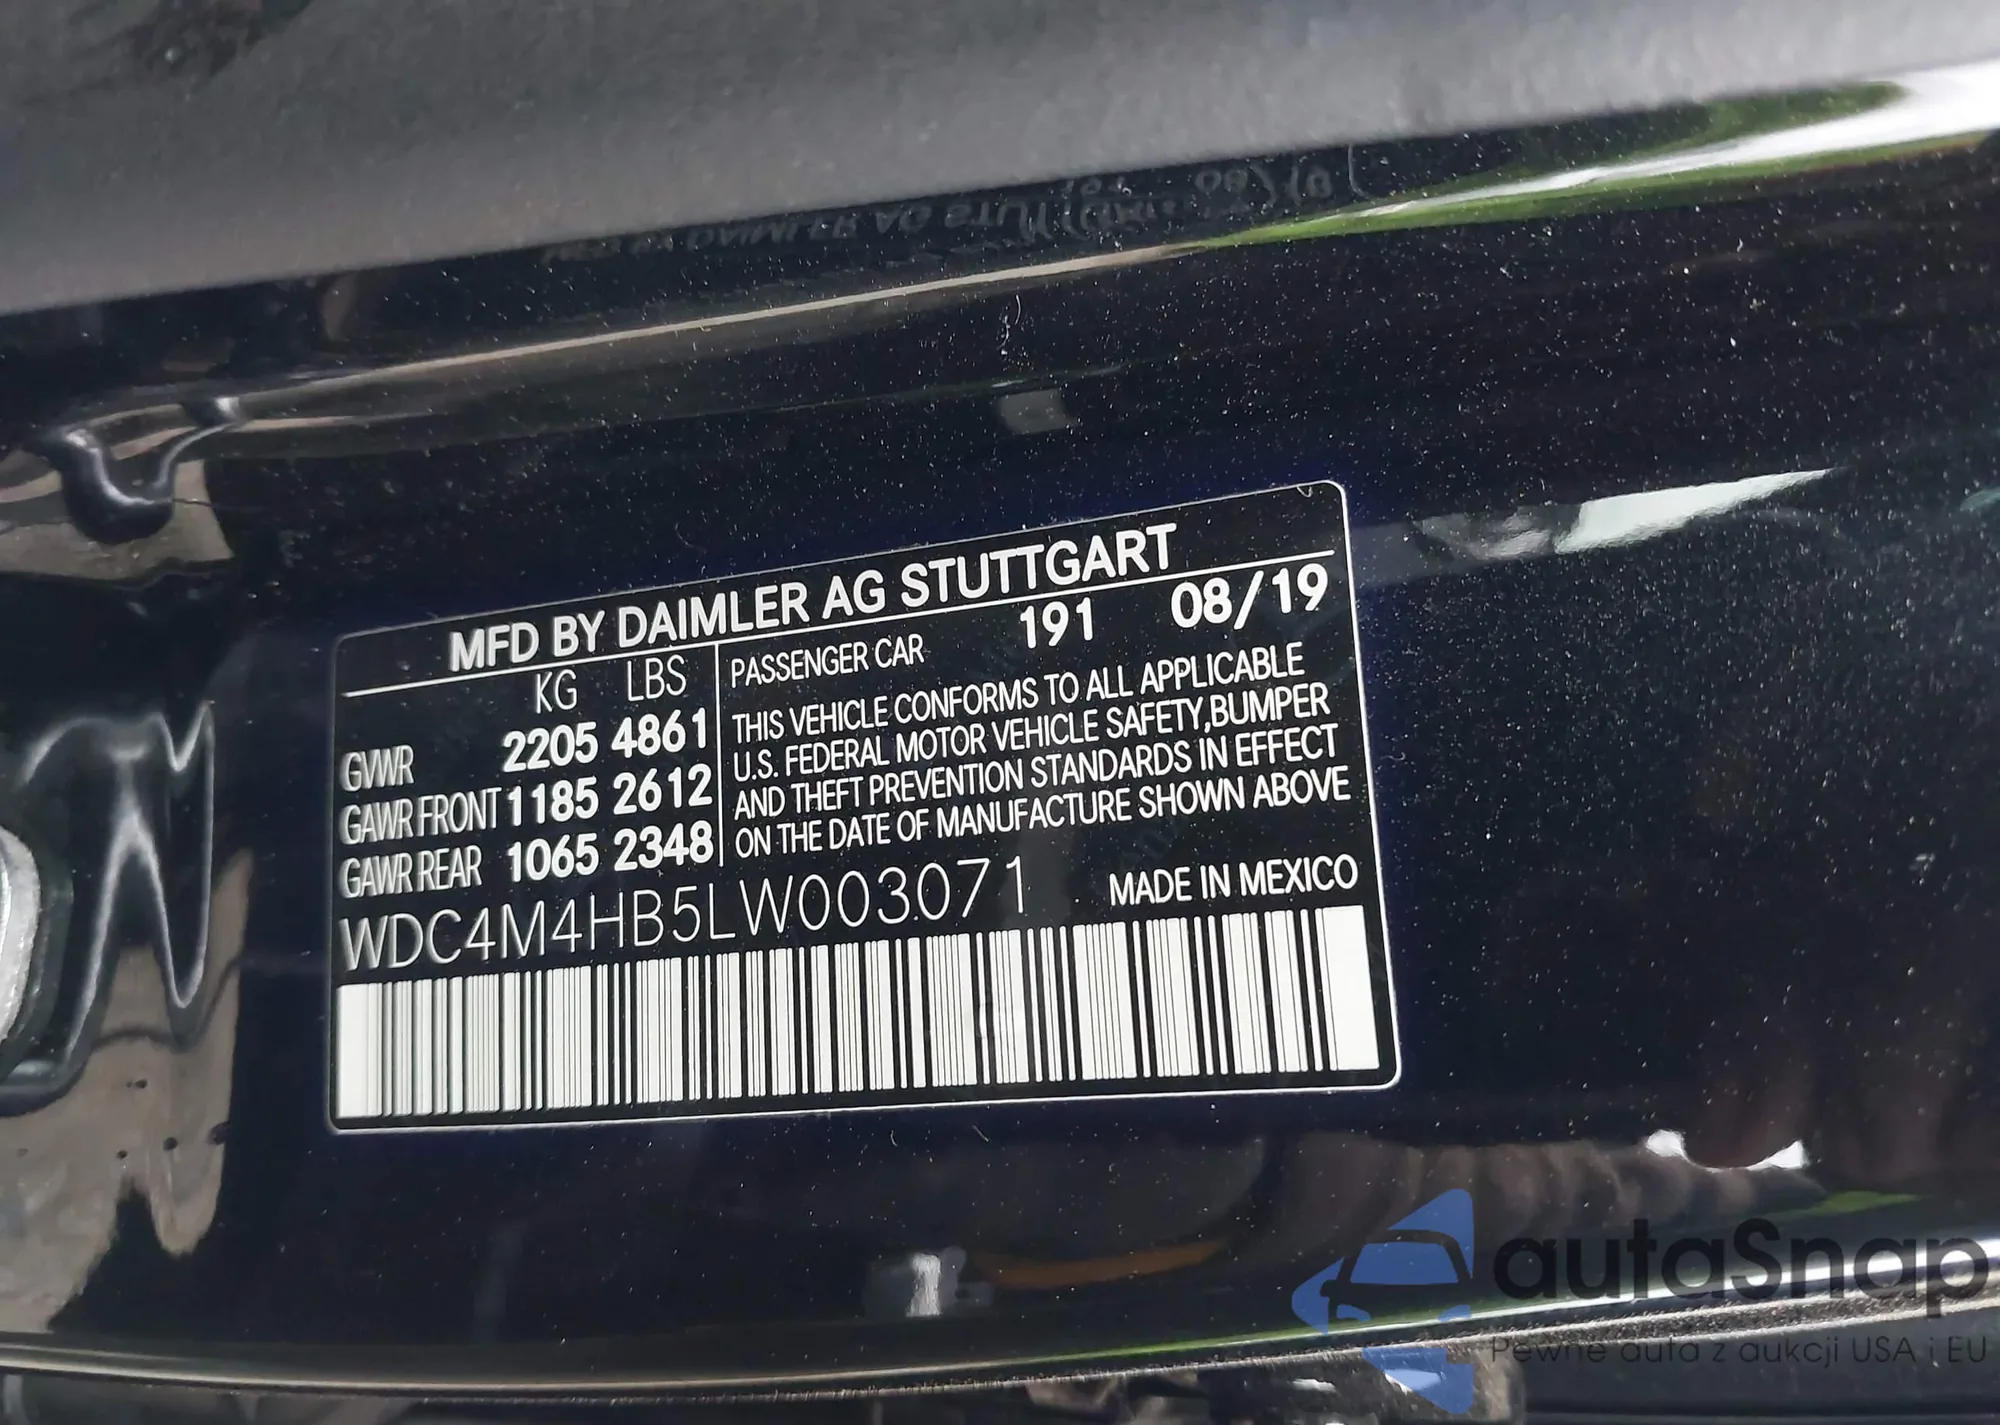 MFD BY DAIMLER AG STUTTGART
KG LBS
PASSENGER CAR 191 08/19
GVWR 2205 4861
GAWR FRONT 1185 2612
GAWR REAR 1065 2348
THIS VEHICLE CONFORMS TO ALL APPLICABLE
U.S. FEDERAL MOTOR VEHICLE SAFETY,BUMPER
AND THEFT PREVENTION STANDARDS IN EFFECT
ON THE DATE OF MANUFACTURE SHOWN ABOVE
WDC4M4HB5LW003071 MADE IN MEXICO
autaSnap
Pewne auta z aukcji USA i EU